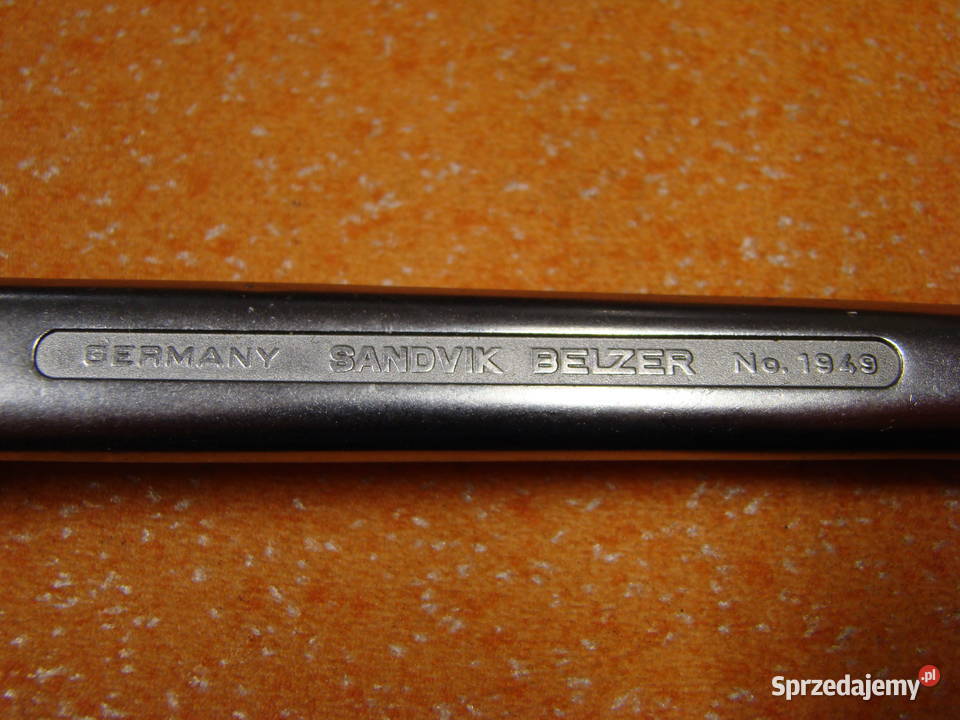 GERMANY SANDVIK BELZER No. 1949
Sprzedajemy.pl